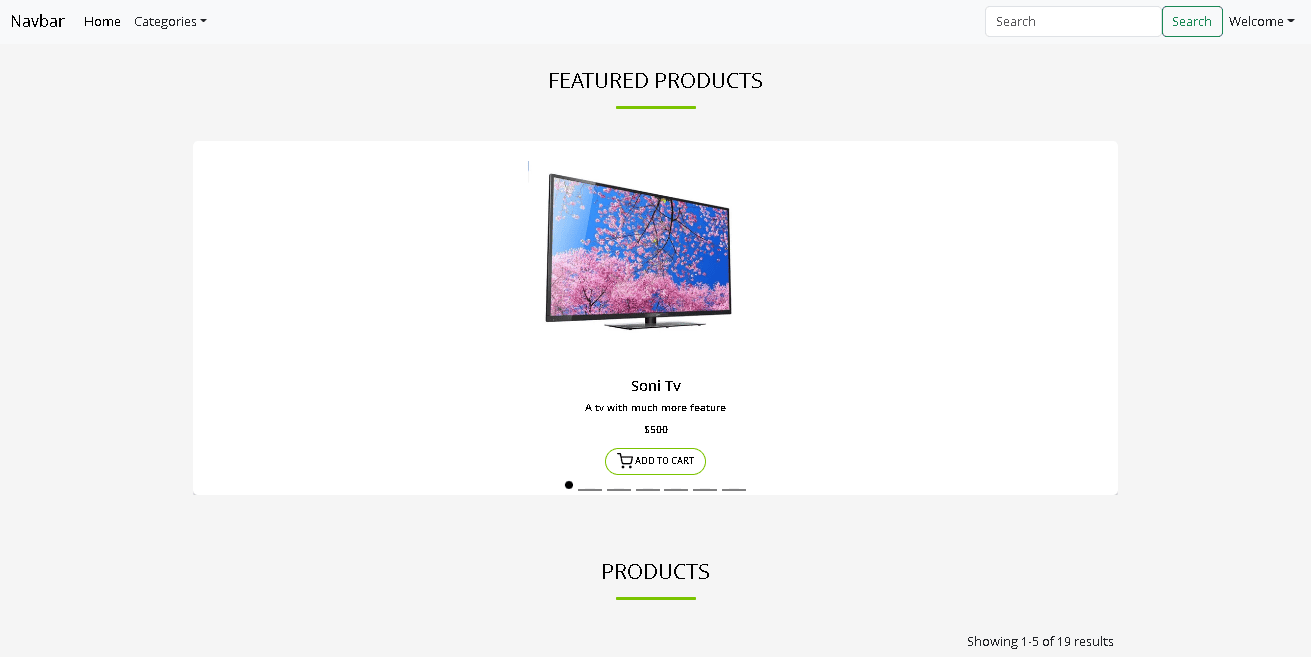 Navbar Home Categories Search Search Welcome
FEATURED PRODUCTS
Soni Tv
A tv with much more feature
$500
ADD TO CART
PRODUCTS
Showing 1-5 of 19 results